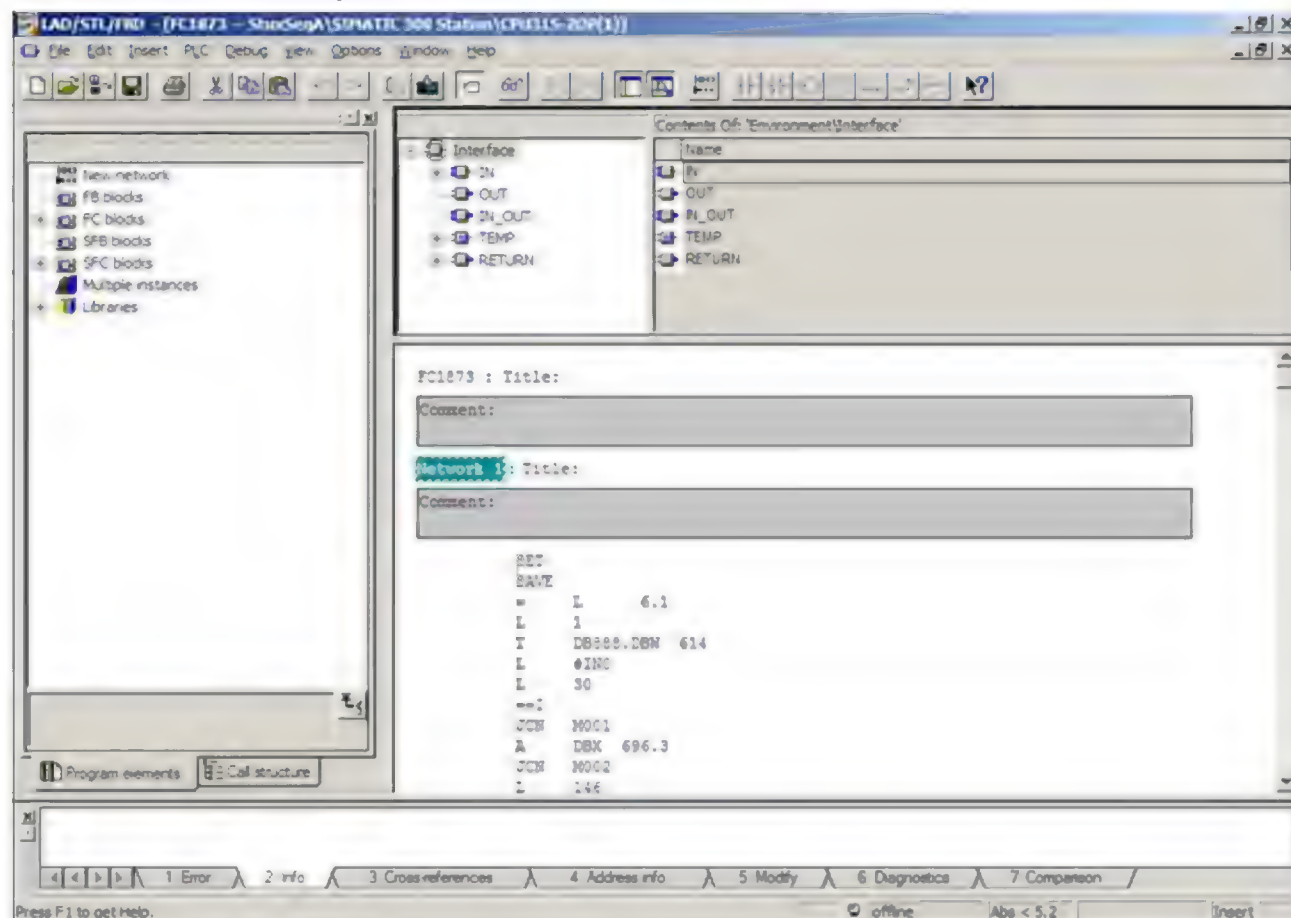 LAD/STL/FBD - [FC1873 -- StuxSeqA\SIMATIC 300 Station\CPU315-2DP(1)]
File Edit Insert PLC Debug View Options Window Help
Contents Of: 'Environment\Interface'
Interface
IN
OUT
IN_OUT
TEMP
RETURN
Name
IN
OUT
IN_OUT
TEMP
RETURN
New network
FB blocks
FC blocks
SFB blocks
SFC blocks
Multiple instances
Libraries
FC1873 : Title:
Comment:
Network 1: Title:
Comment:
SET
SAVE
= L 6.1
L 1
T DB888.DBW 614
L
L 30
==I
JCN M001
A DBX 696.3
JCN M002
L 146
Program elements
Call structure
1 Error 2 Info 3 Cross-references 4 Address info 5 Modify 6 Diagnostics 7 Comparison
Press F1 to get Help.
offline Abs < 5.2 Insert